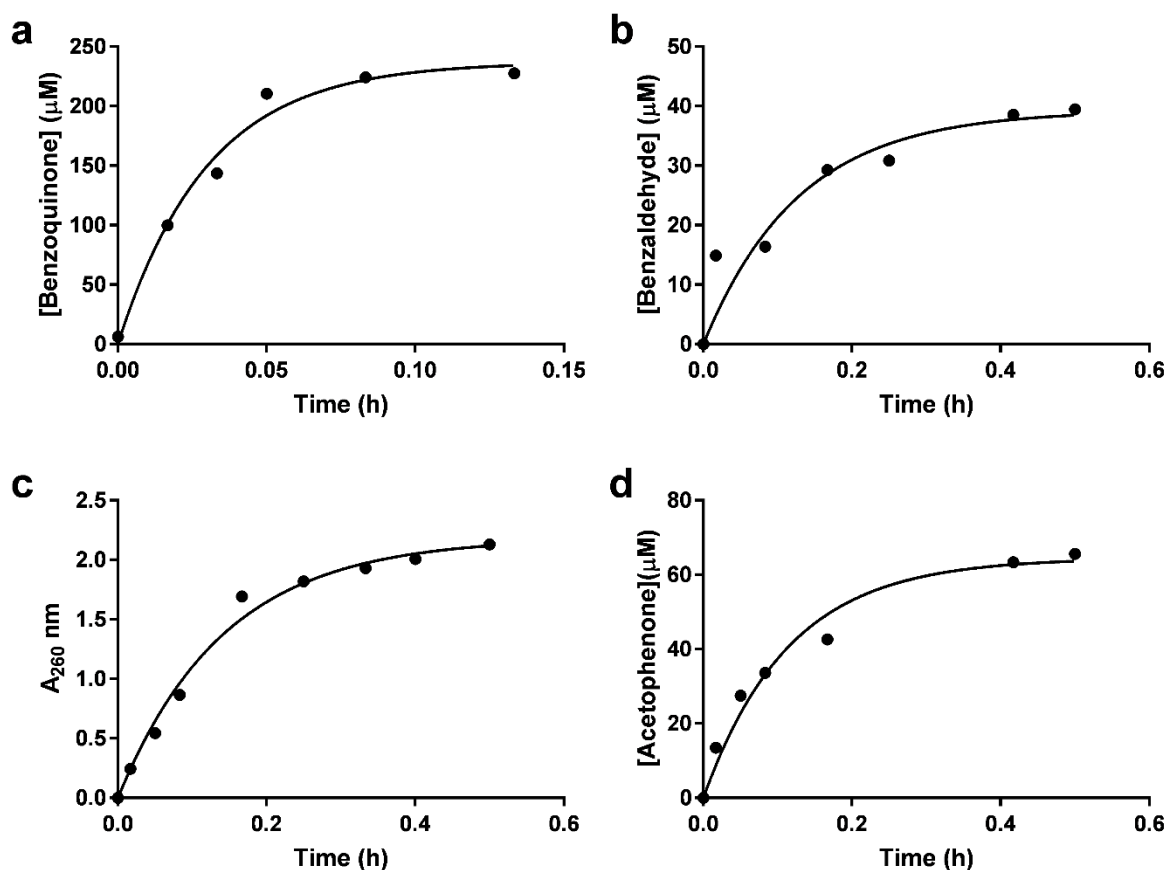 a
[Benzoquinone] (μM)
250
200
150
100
50
0
0.00 0.05 0.10 0.15
Time (h)
b
[Benzaldehyde] (μM)
50
40
30
20
10
0
0.0 0.2 0.4 0.6
Time (h)
c
A260 nm
2.5
2.0
1.5
1.0
0.5
0.0
0.0 0.2 0.4 0.6
Time (h)
d
[Acetophenone](μM)
80
60
40
20
0
0.0 0.2 0.4 0.6
Time (h)